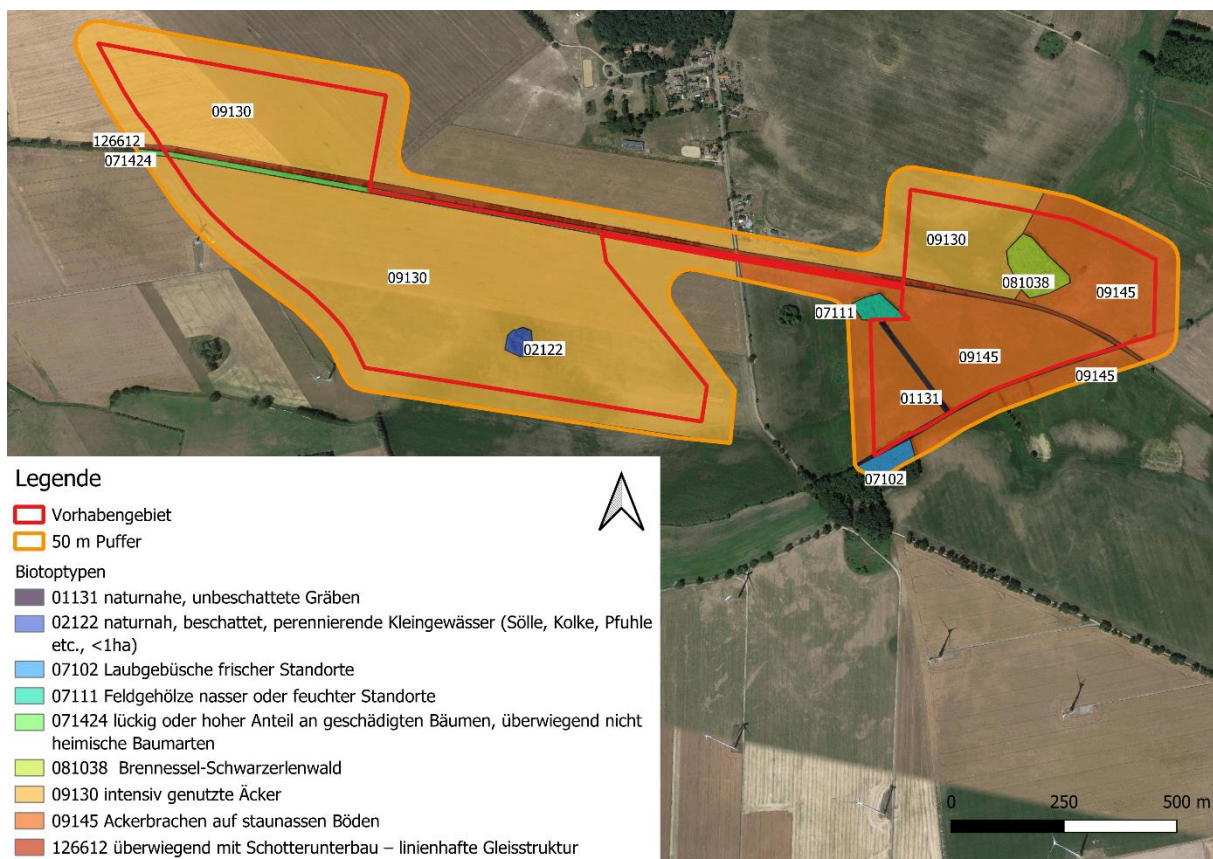 09130
126612
071424
09130
081038
09145
09130
07111
02122
09145
09145
01131
07102
Legende
Vorhabengebiet
50 m Puffer
Biotoptypen
01131 naturnahe, unbeschattete Gräben
02122 naturnah, beschattet, perennierende Kleingewässer (Sölle, Kolke, Pfuhle
etc., <1ha)
07102 Laubgebüsche frischer Standorte
07111 Feldgehölze nasser oder feuchter Standorte
071424 lückig oder hoher Anteil an geschädigten Bäumen, überwiegend nicht
heimische Baumarten
081038 Brennessel-Schwarzerlenwald
09130 intensiv genutzte Äcker
09145 Ackerbrachen auf staunassen Böden
126612 überwiegend mit Schotterunterbau – linienhafte Gleisstruktur
0 250 500 m